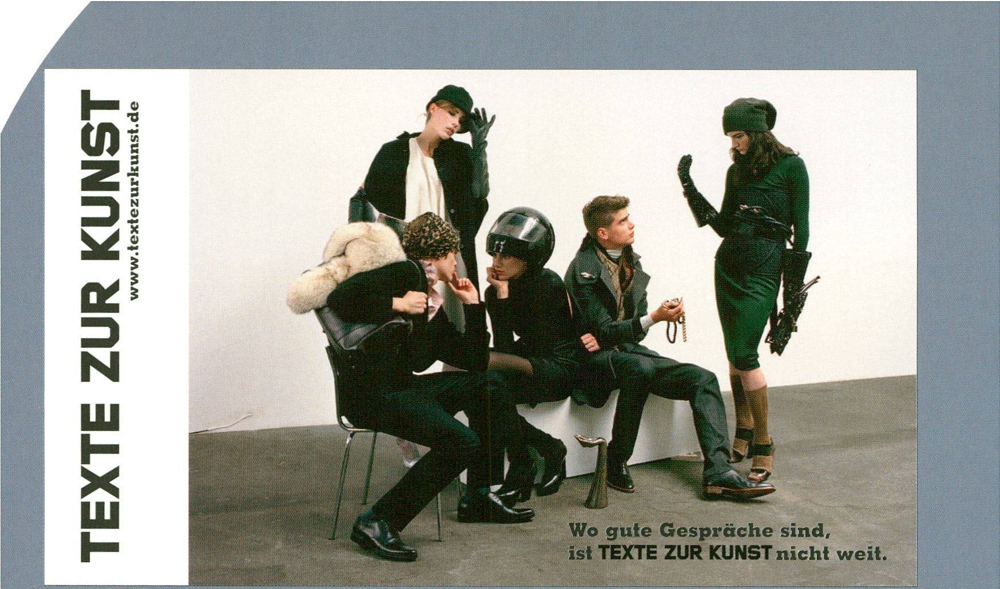 TEXTE ZUR KUNST
www.textezurkunst.de
Wo gute Gespräche sind,
ist TEXTE ZUR KUNST nicht weit.